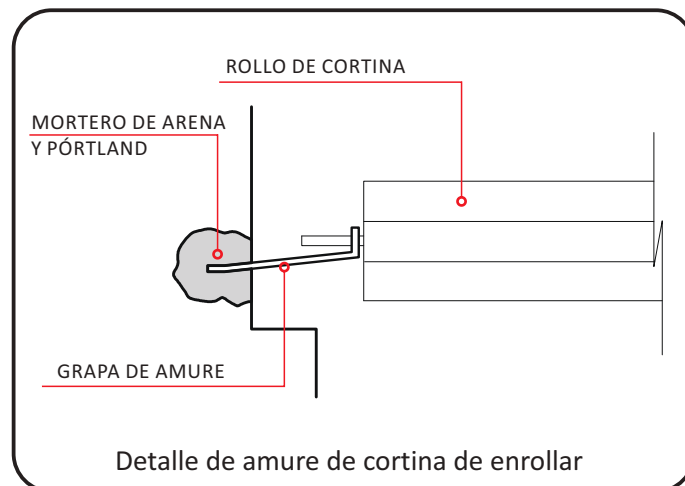 ROLLO DE CORTINA
MORTERO DE ARENA
Y PÓRTLAND
GRAPA DE AMURE
Detalle de amure de cortina de enrollar